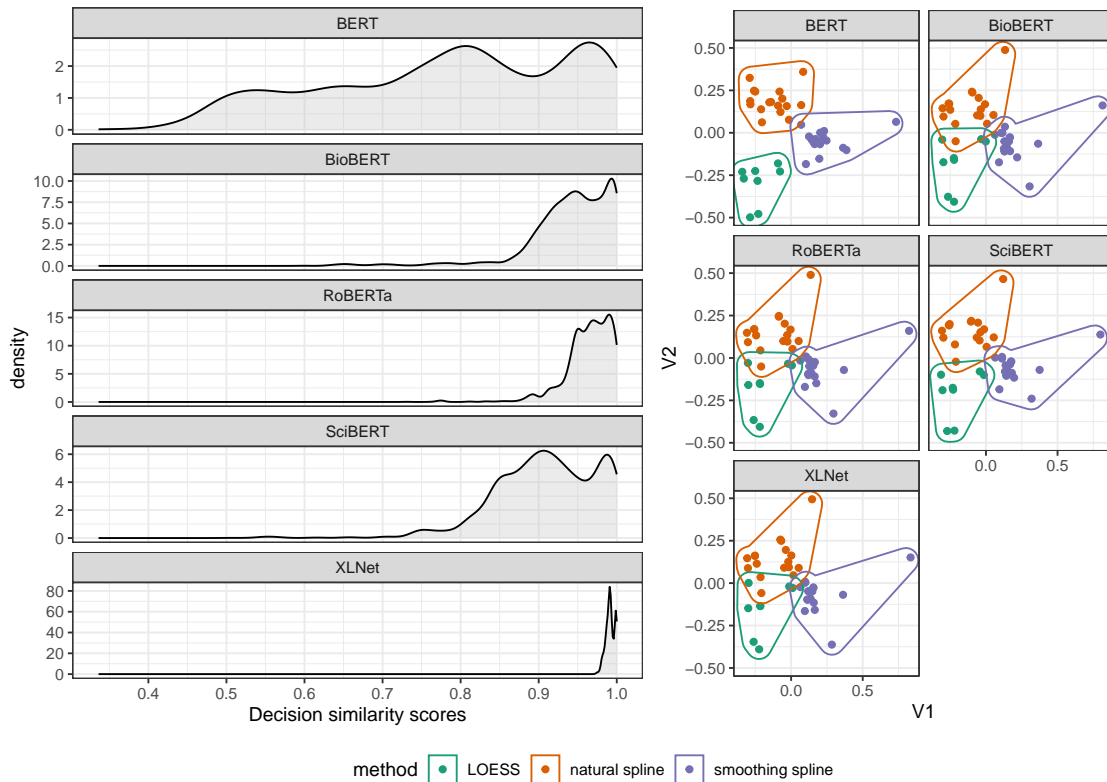 BERT
0
1
2
BioBERT
0.0
2.5
5.0
7.5
10.0
RoBERTa
0
5
10
15
SciBERT
0
2
4
6
XLNet
0
20
40
60
80
0.4 0.5 0.6 0.7 0.8 0.9 1.0
Decision similarity scores
density
BERT BioBERT
0.50
0.25
0.00
−0.25
−0.50
RoBERTa SciBERT
0.50
0.25
0.00
−0.25
−0.50
0.0 0.5
XLNet
0.50
0.25
0.00
−0.25
−0.50
0.0 0.5
V1
V2
method LOESS natural spline smoothing spline